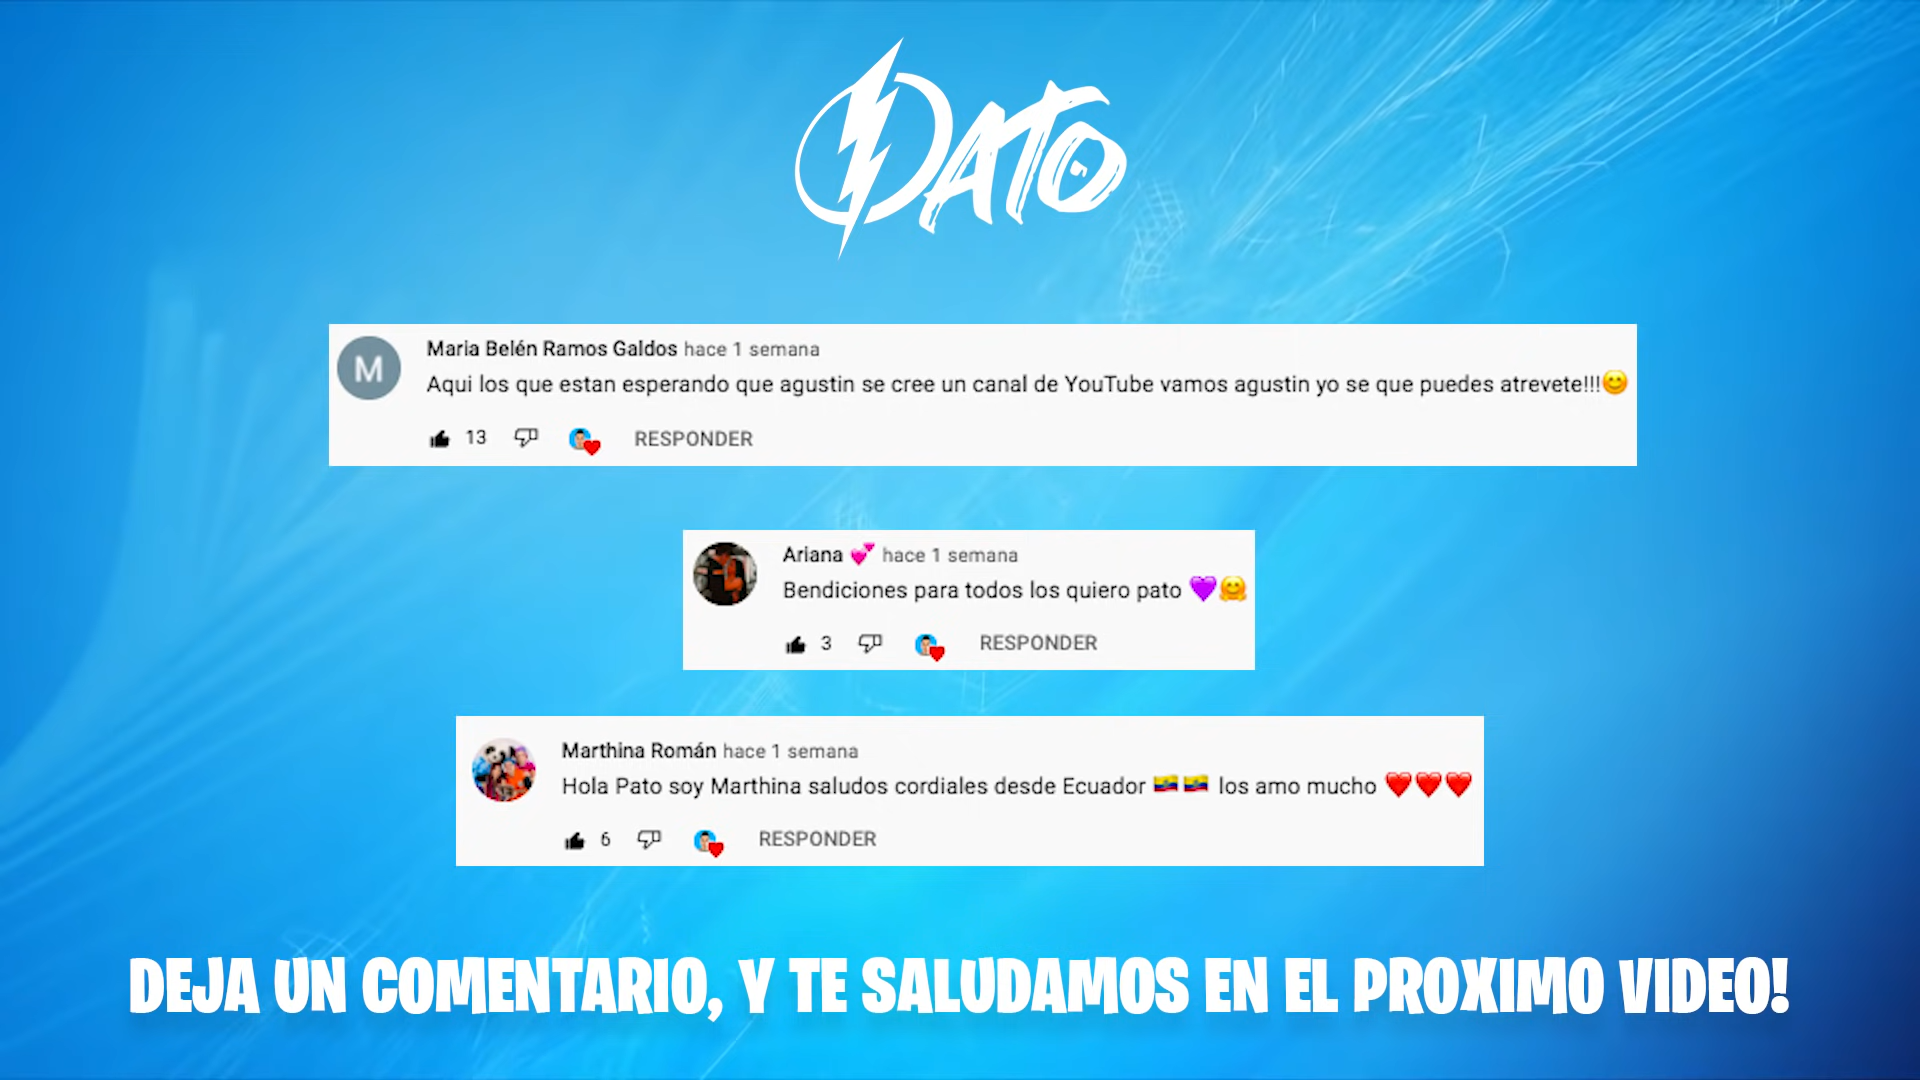 PATO
M
Maria Belén Ramos Galdos hace 1 semana
Aqui los que estan esperando que agustin se cree un canal de YouTube vamos agustin yo se que puedes atrevete!!!😊
13 RESPONDER
Ariana 💕 hace 1 semana
Bendiciones para todos los quiero pato 💜🤗
3 RESPONDER
Marthina Román hace 1 semana
Hola Pato soy Marthina saludos cordiales desde Ecuador 🇪🇨🇪🇨 los amo mucho ❤️❤️❤️
6 RESPONDER
DEJA UN COMENTARIO, Y TE SALUDAMOS EN EL PROXIMO VIDEO!